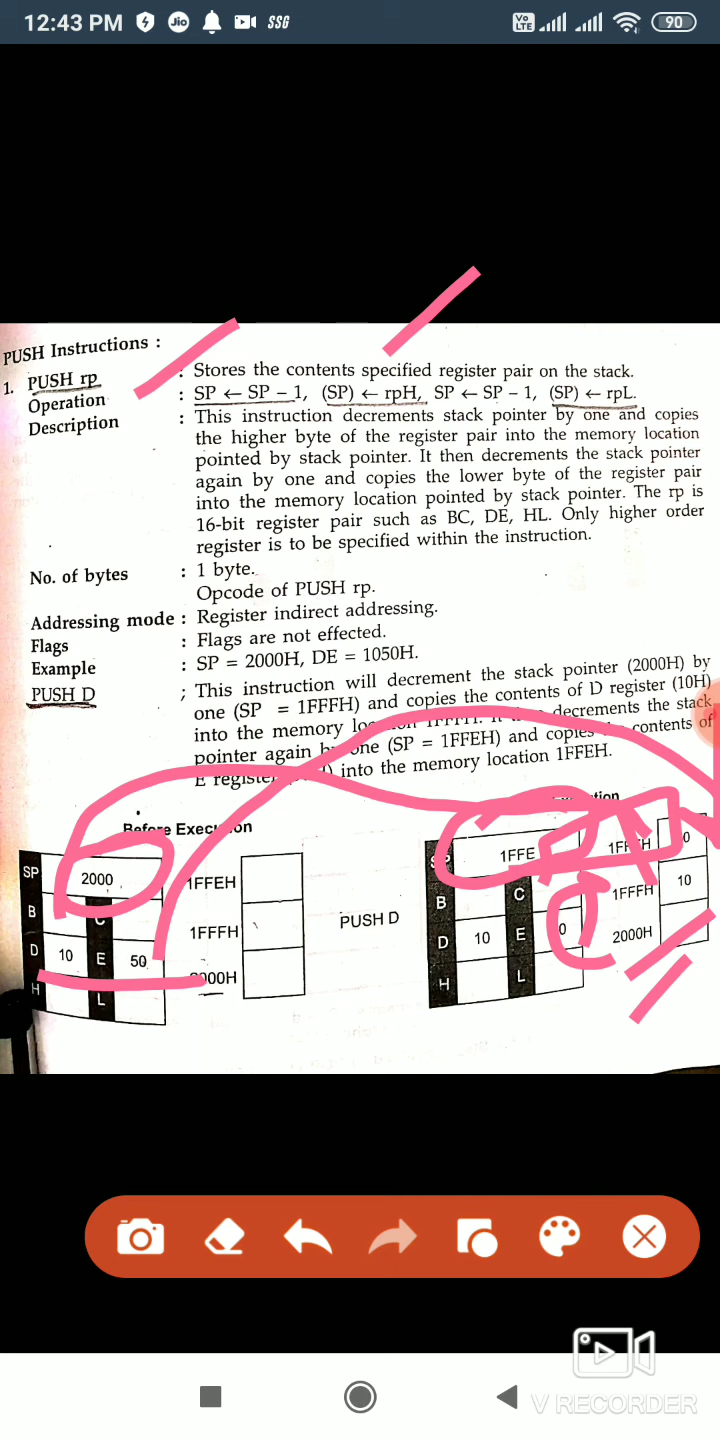 12:43 PM Jio SSG Vo LTE 90
PUSH Instructions :
1. PUSH rp : Stores the contents specified register pair on the stack.
Operation : SP ← SP – 1, (SP) ← rpH, SP ← SP – 1, (SP) ← rpL.
Description : This instruction decrements stack pointer by one and copies
the higher byte of the register pair into the memory location
pointed by stack pointer. It then decrements the stack pointer
again by one and copies the lower byte of the register pair
into the memory location pointed by stack pointer. The rp is
16-bit register pair such as BC, DE, HL. Only higher order
register is to be specified within the instruction.
No. of bytes : 1 byte.
Opcode of PUSH rp.
Addressing mode : Register indirect addressing.
Flags : Flags are not effected.
Example : SP = 2000H, DE = 1050H.
PUSH D ; This instruction will decrement the stack pointer (2000H) by
one (SP = 1FFFH) and copies the contents of D register (10H)
into the memory decrements the stack
pointer again one (SP = 1FFEH) and copies contents of
E register into the memory location 1FFEH.
Before Execution
SP 2000 1FFEH
B C 1FFFH
D 10 E 50
H L
PUSH D
SP 1FFE
B C 1FFFH 10
D 10 E 2000H
H L
V RECORDER